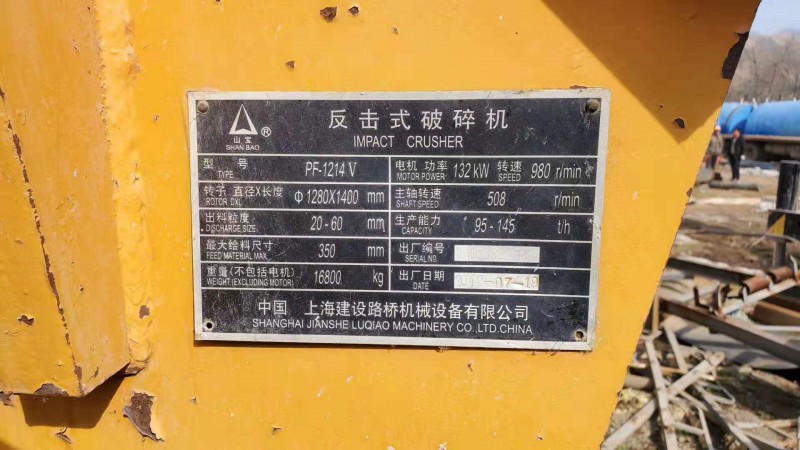 反击式破碎机
IMPACT CRUSHER
山宝®
SHAN BAO
型号 PF-1214 V 电机 功率 132 kW 转速 980 r/min
TYPE MOTOR POWER SPEED
转子 直径X长度 Φ1280X1400 mm 主轴转速 508 r/min
ROTOR DXL SHAFT SPEED
出料粒度 20-60 mm 生产能力 95-145 t/h
DISCHARGE SIZE CAPACITY
最大给料尺寸 350 mm 出厂编号
FEED MATERIAL MAX. SERIAL NO
重量(不包括电机) 16800 kg 出厂日期 -07-19
WEIGHT (EXCLUDING MOTOR) DATE
中国 上海建设路桥机械设备有限公司
SHANGHAI JIANSHE LUQIAO MACHINERY CO.,LTD.CHINA